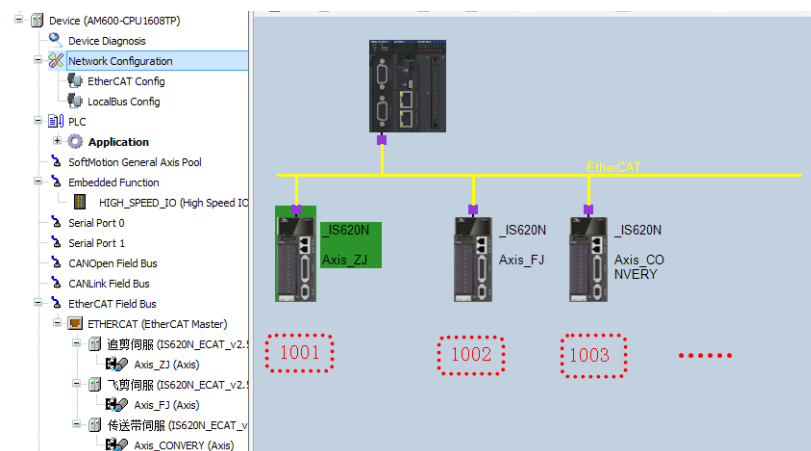 Device (AM600-CPU1608TP)
Device Diagnosis
Network Configuration
EtherCAT Config
LocalBus Config
PLC
Application
SoftMotion General Axis Pool
Embedded Function
HIGH_SPEED_IO (High Speed IO
Serial Port 0
Serial Port 1
CANOpen Field Bus
CANLink Field Bus
EtherCAT Field Bus
ETHERCAT (EtherCAT Master)
追剪伺服 (IS620N_ECAT_v2.5
Axis_ZJ (Axis)
飞剪伺服 (IS620N_ECAT_v2.5
Axis_FJ (Axis)
传送带伺服 (IS620N_ECAT_v
Axis_CONVERY (Axis)
EtherCAT
_IS620N
Axis_ZJ
_IS620N
Axis_FJ
_IS620N
Axis_CO
NVERY
1001
1002
1003
······